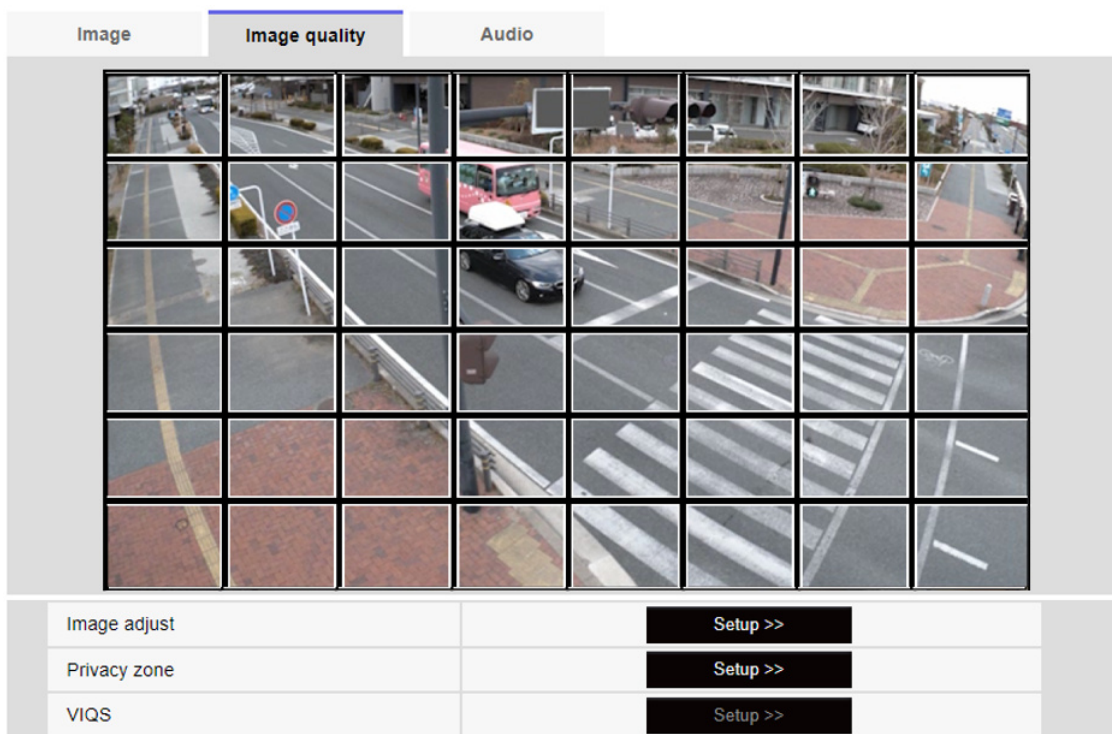 Image
Image quality
Audio
Image adjust
Setup >>
Privacy zone
Setup >>
VIQS
Setup >>